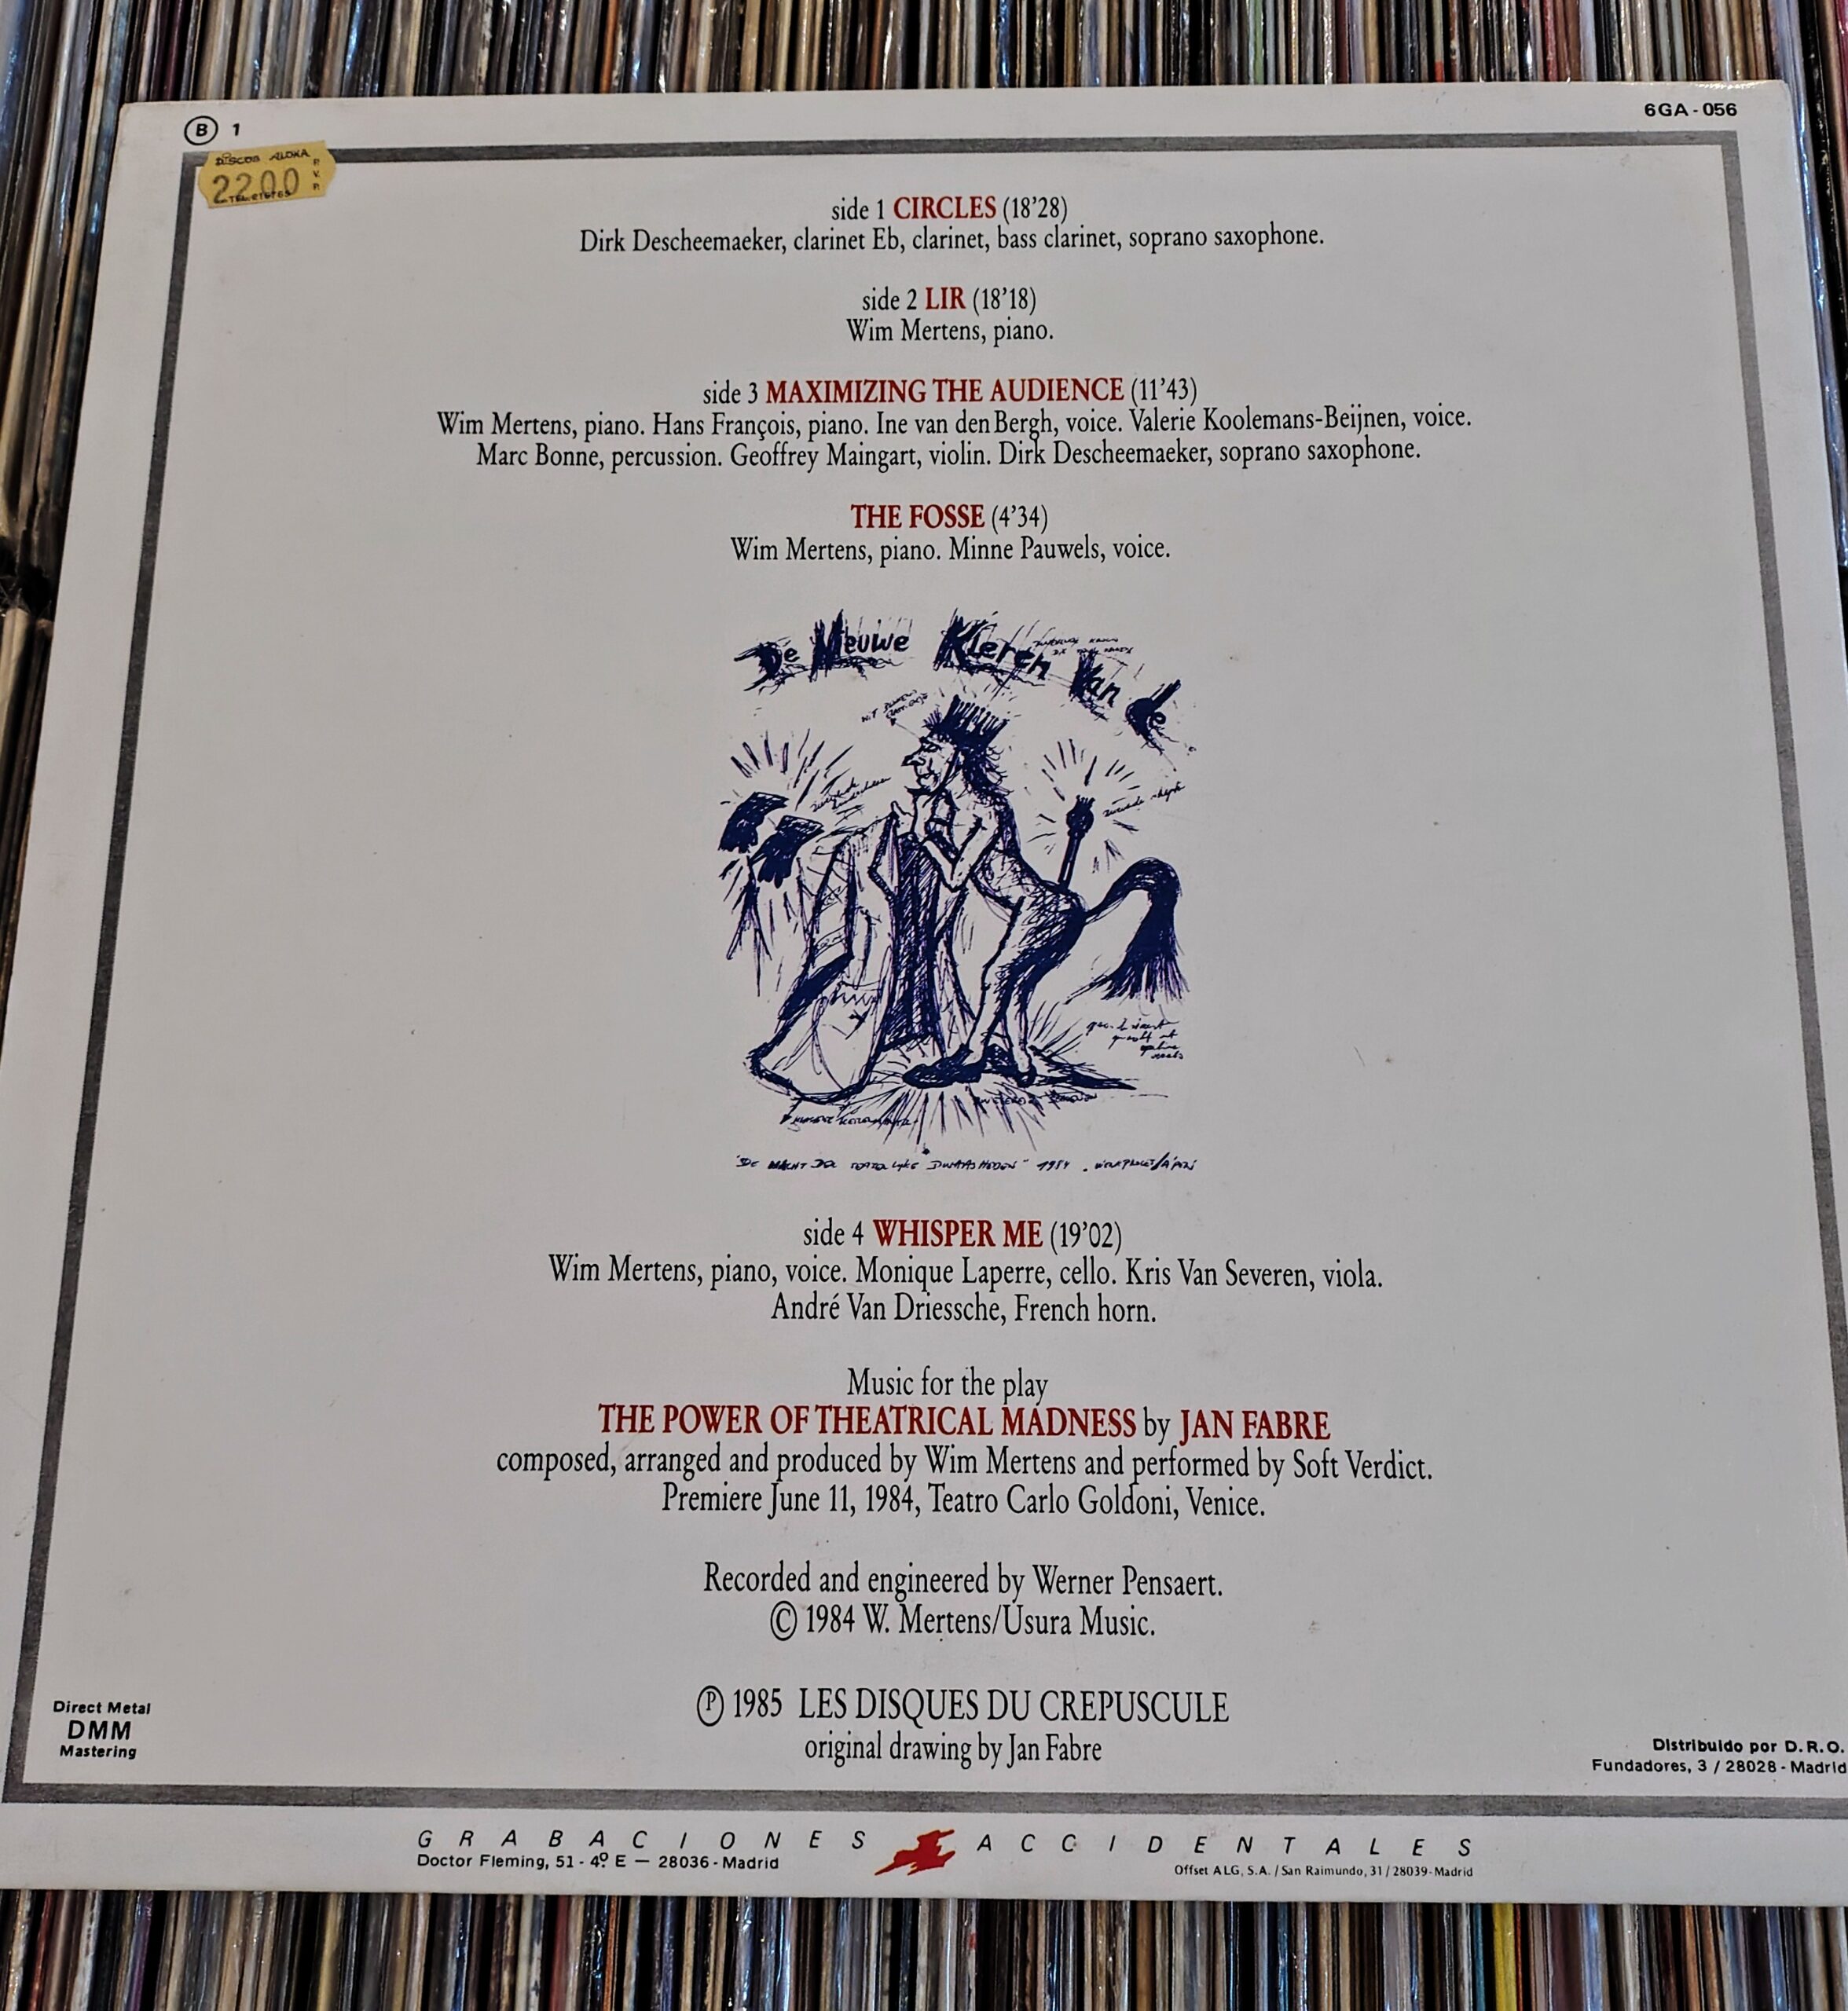 B 1
6GA-056
DISCOS ALOHA
P.V.P.
2200
side 1 CIRCLES (18'28)
Dirk Descheemaeker, clarinet Eb, clarinet, bass clarinet, soprano saxophone.
side 2 LIR (18'18)
Wim Mertens, piano.
side 3 MAXIMIZING THE AUDIENCE (11'43)
Wim Mertens, piano. Hans François, piano. Ine van den Bergh, voice. Valerie Koolemans-Beijnen, voice.
Marc Bonne, percussion. Geoffrey Maingart, violin. Dirk Descheemaeker, soprano saxophone.
THE FOSSE (4'34)
Wim Mertens, piano. Minne Pauwels, voice.
De Nieuwe Kleren Van de
1984
side 4 WHISPER ME (19'02)
Wim Mertens, piano, voice. Monique Laperre, cello. Kris Van Severen, viola.
André Van Driessche, French horn.
Music for the play
THE POWER OF THEATRICAL MADNESS by JAN FABRE
composed, arranged and produced by Wim Mertens and performed by Soft Verdict.
Premiere June 11, 1984, Teatro Carlo Goldoni, Venice.
Recorded and engineered by Werner Pensaert.
© 1984 W. Mertens/Usura Music.
℗ 1985 LES DISQUES DU CREPUSCULE
original drawing by Jan Fabre
Direct Metal
DMM
Mastering
Distribuido por D.R.O.
Fundadores, 3 / 28028 - Madrid
GRABACIONES ACCIDENTALES
Doctor Fleming, 51 - 4º E — 28036 - Madrid
Offset ALG, S.A. / San Raimundo, 31 / 28039-Madrid